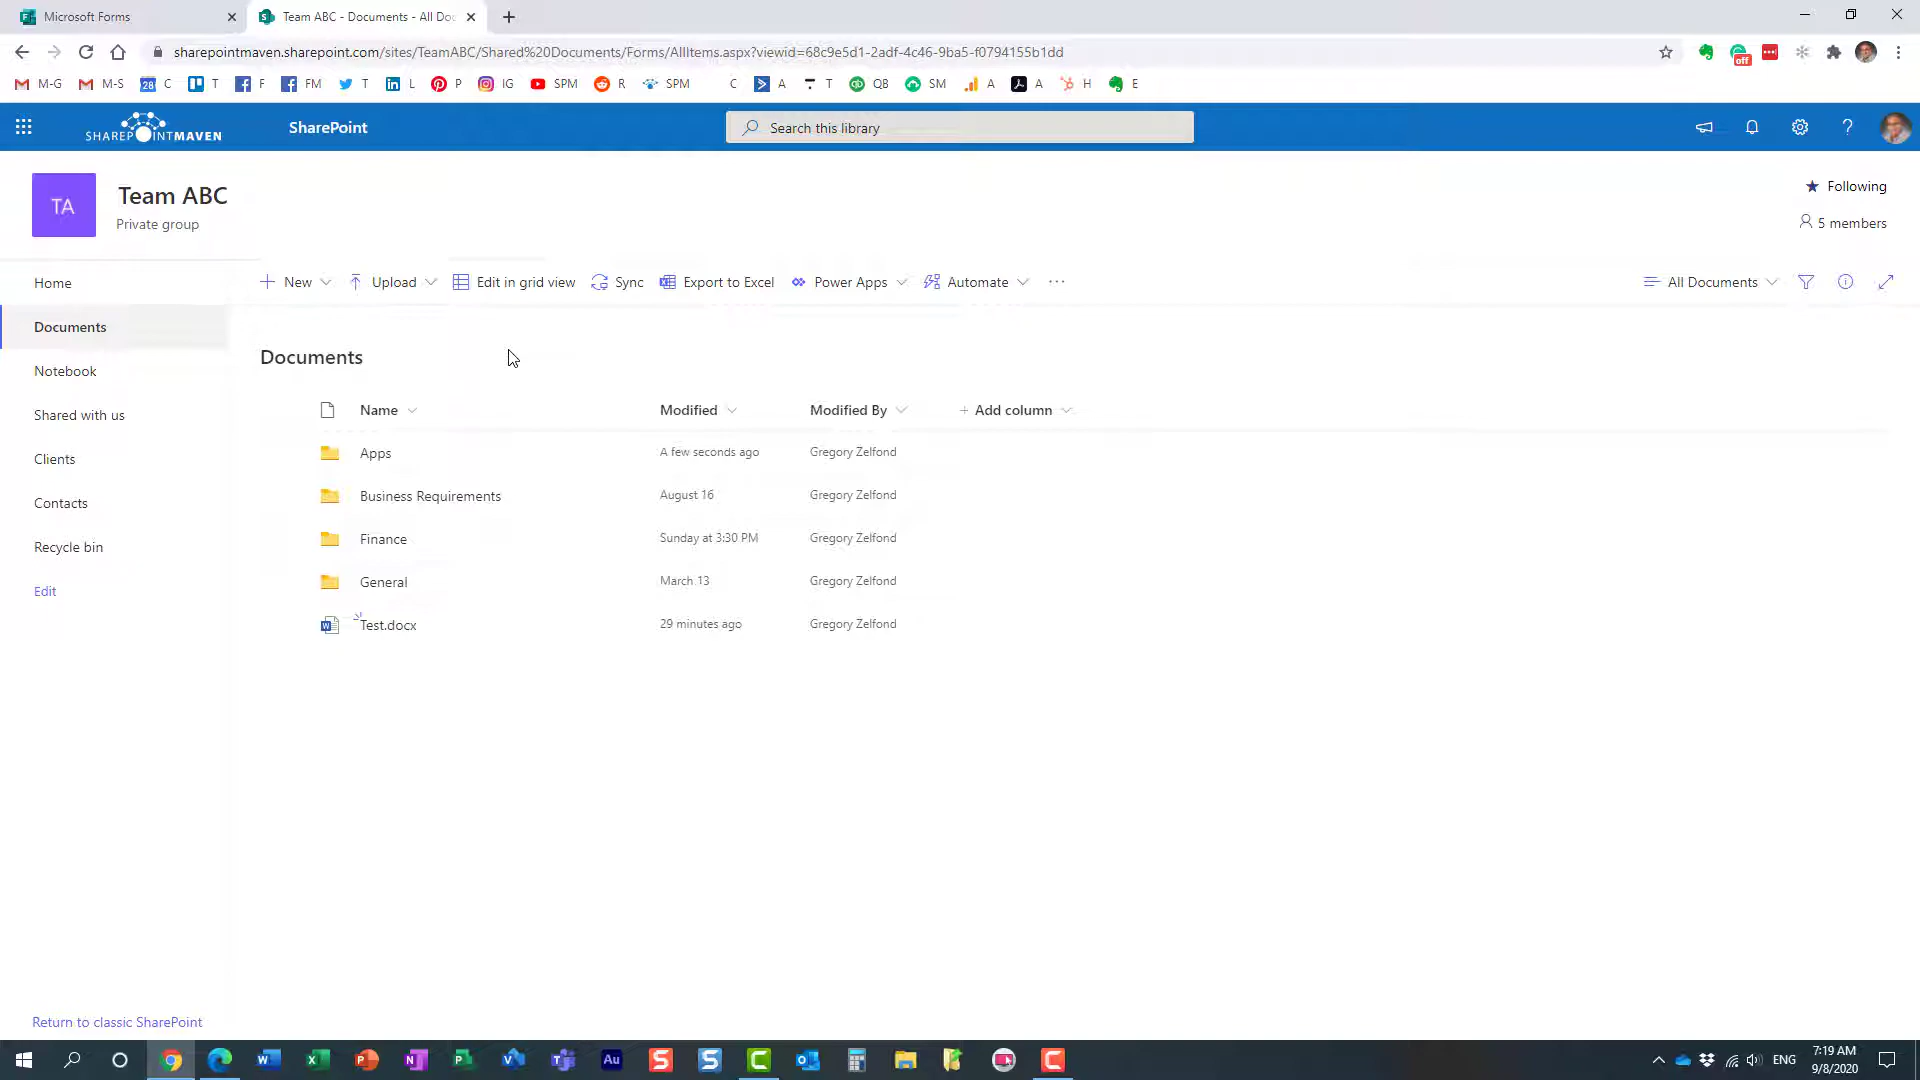 Microsoft Forms
Team ABC - Documents - All Doc
sharepointmaven.sharepoint.com/sites/TeamABC/Shared%20Documents/Forms/AllItems.aspx?viewid=68c9e5d1-2adf-4c46-9ba5-f0794155b1dd
off
M-G M-S 28 C T F FM T L P IG SPM R SPM C A T QB SM A A H E
SHAREPOINTMAVEN
SharePoint
Search this library
TA
Team ABC
Private group
Following
5 members
Home
Documents
Notebook
Shared with us
Clients
Contacts
Recycle bin
Edit
New Upload Edit in grid view Sync Export to Excel Power Apps Automate ... All Documents
Documents
Name Modified Modified By + Add column
Apps A few seconds ago Gregory Zelfond
Business Requirements August 16 Gregory Zelfond
Finance Sunday at 3:30 PM Gregory Zelfond
General March 13 Gregory Zelfond
Test.docx 29 minutes ago Gregory Zelfond
Return to classic SharePoint
Au
ENG
7:19 AM
9/8/2020